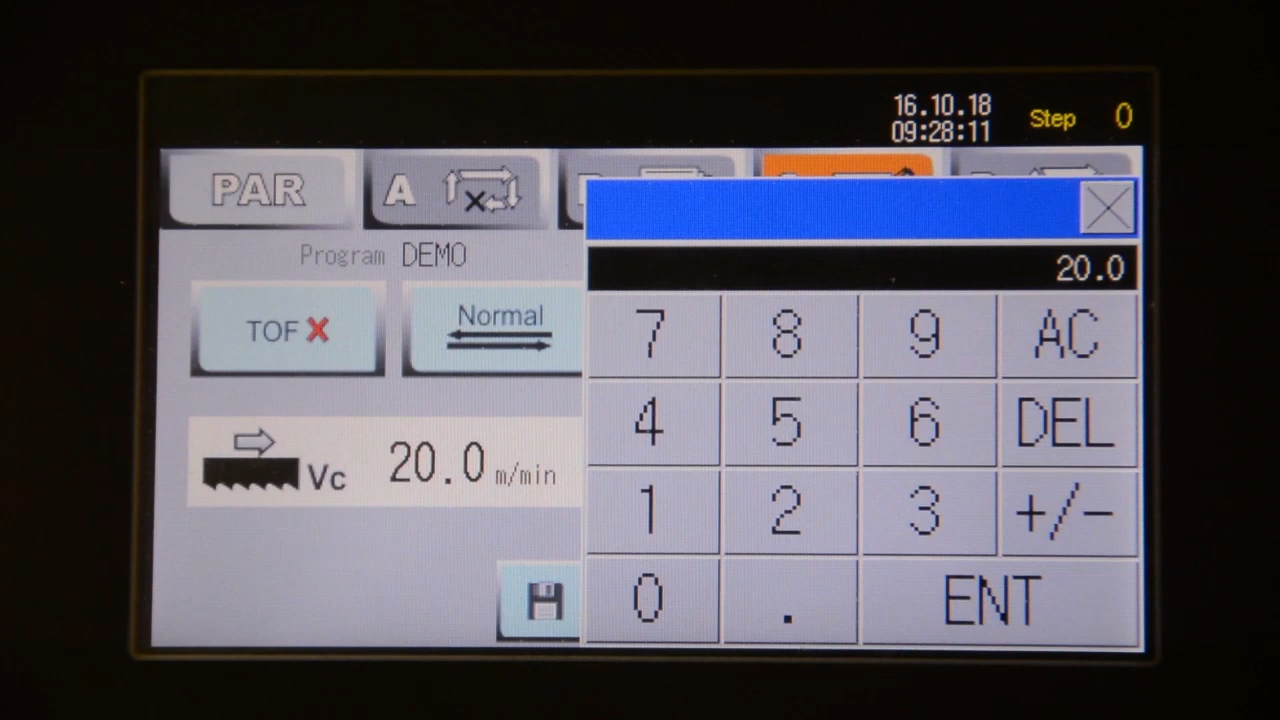 16.10.18
09:28:11
Step 0
PAR
A
Program DEMO
TOF
Normal
Vc 20.0 m/min
20.0
7 8 9 AC
4 5 6 DEL
1 2 3 +/-
0 . ENT